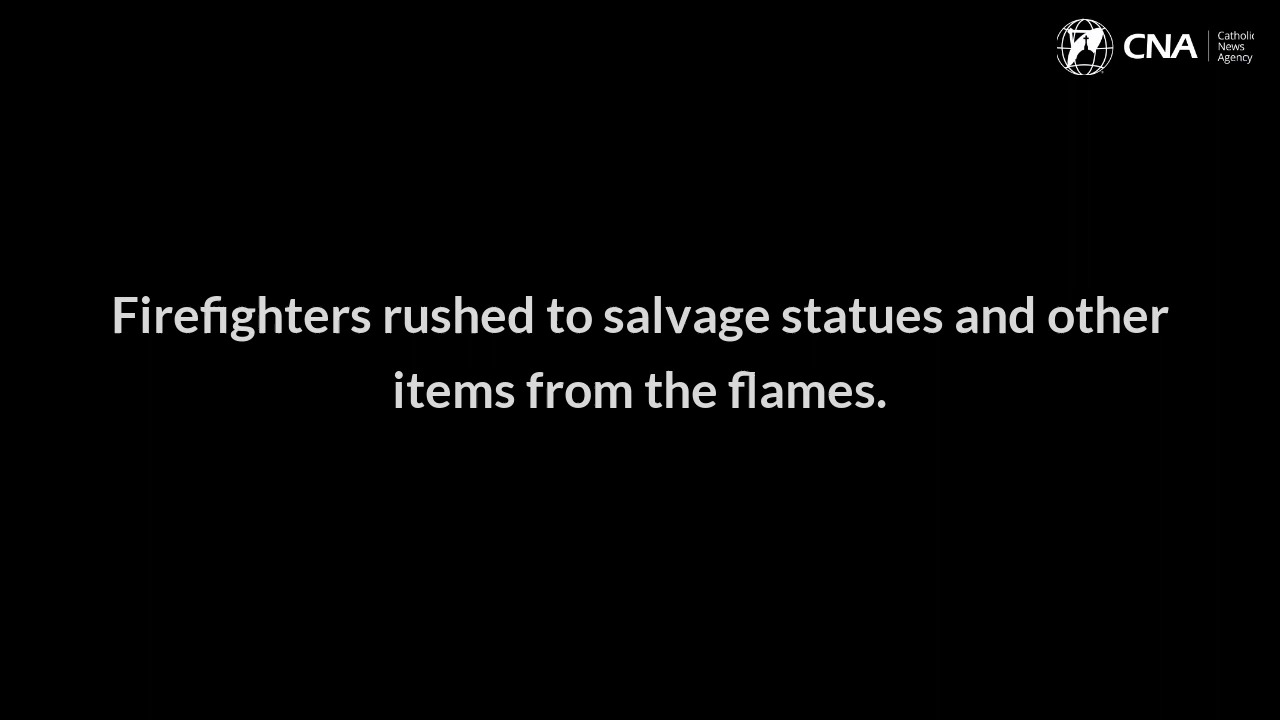 CNA
Catholic
News
Agency
Firefighters rushed to salvage statues and other
items from the flames.